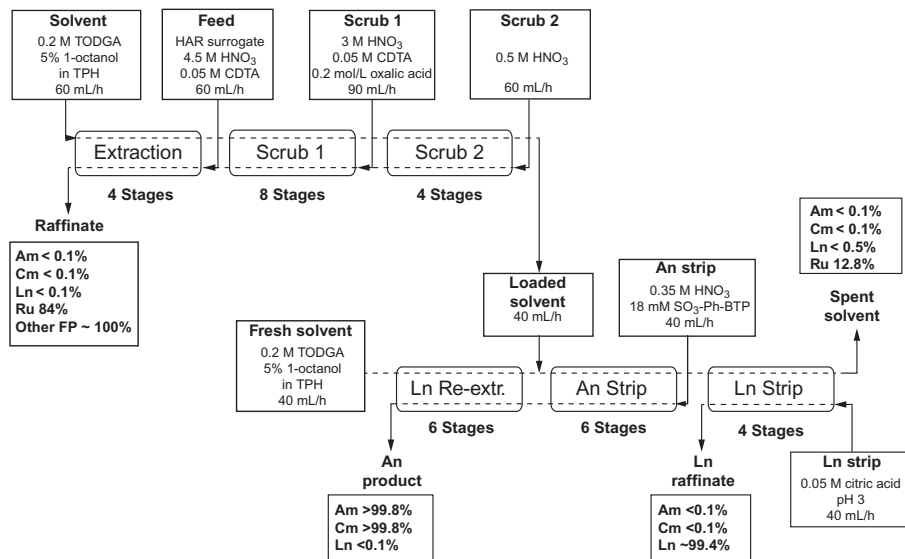 Solvent
0.2 M TODGA
5% 1-octanol
in TPH
60 mL/h
Feed
HAR surrogate
4.5 M HNO₃
0.05 M CDTA
60 mL/h
Scrub 1
3 M HNO₃
0.05 M CDTA
0.2 mol/L oxalic acid
90 mL/h
Scrub 2
0.5 M HNO₃
60 mL/h
Extraction
Scrub 1
Scrub 2
4 Stages
8 Stages
4 Stages
Raffinate
Am < 0.1%
Cm < 0.1%
Ln < 0.1%
Ru 84%
Other FP ~ 100%
Loaded
solvent
40 mL/h
An strip
0.35 M HNO₃
18 mM SO₃-Ph-BTP
40 mL/h
Am < 0.1%
Cm < 0.1%
Ln < 0.5%
Ru 12.8%
Spent
solvent
Fresh solvent
0.2 M TODGA
5% 1-octanol
in TPH
40 mL/h
Ln Re-extr.
An Strip
Ln Strip
6 Stages
6 Stages
4 Stages
An
product
Am >99.8%
Cm >99.8%
Ln <0.1%
Ln
raffinate
Am <0.1%
Cm <0.1%
Ln ~99.4%
Ln strip
0.05 M citric acid
pH 3
40 mL/h